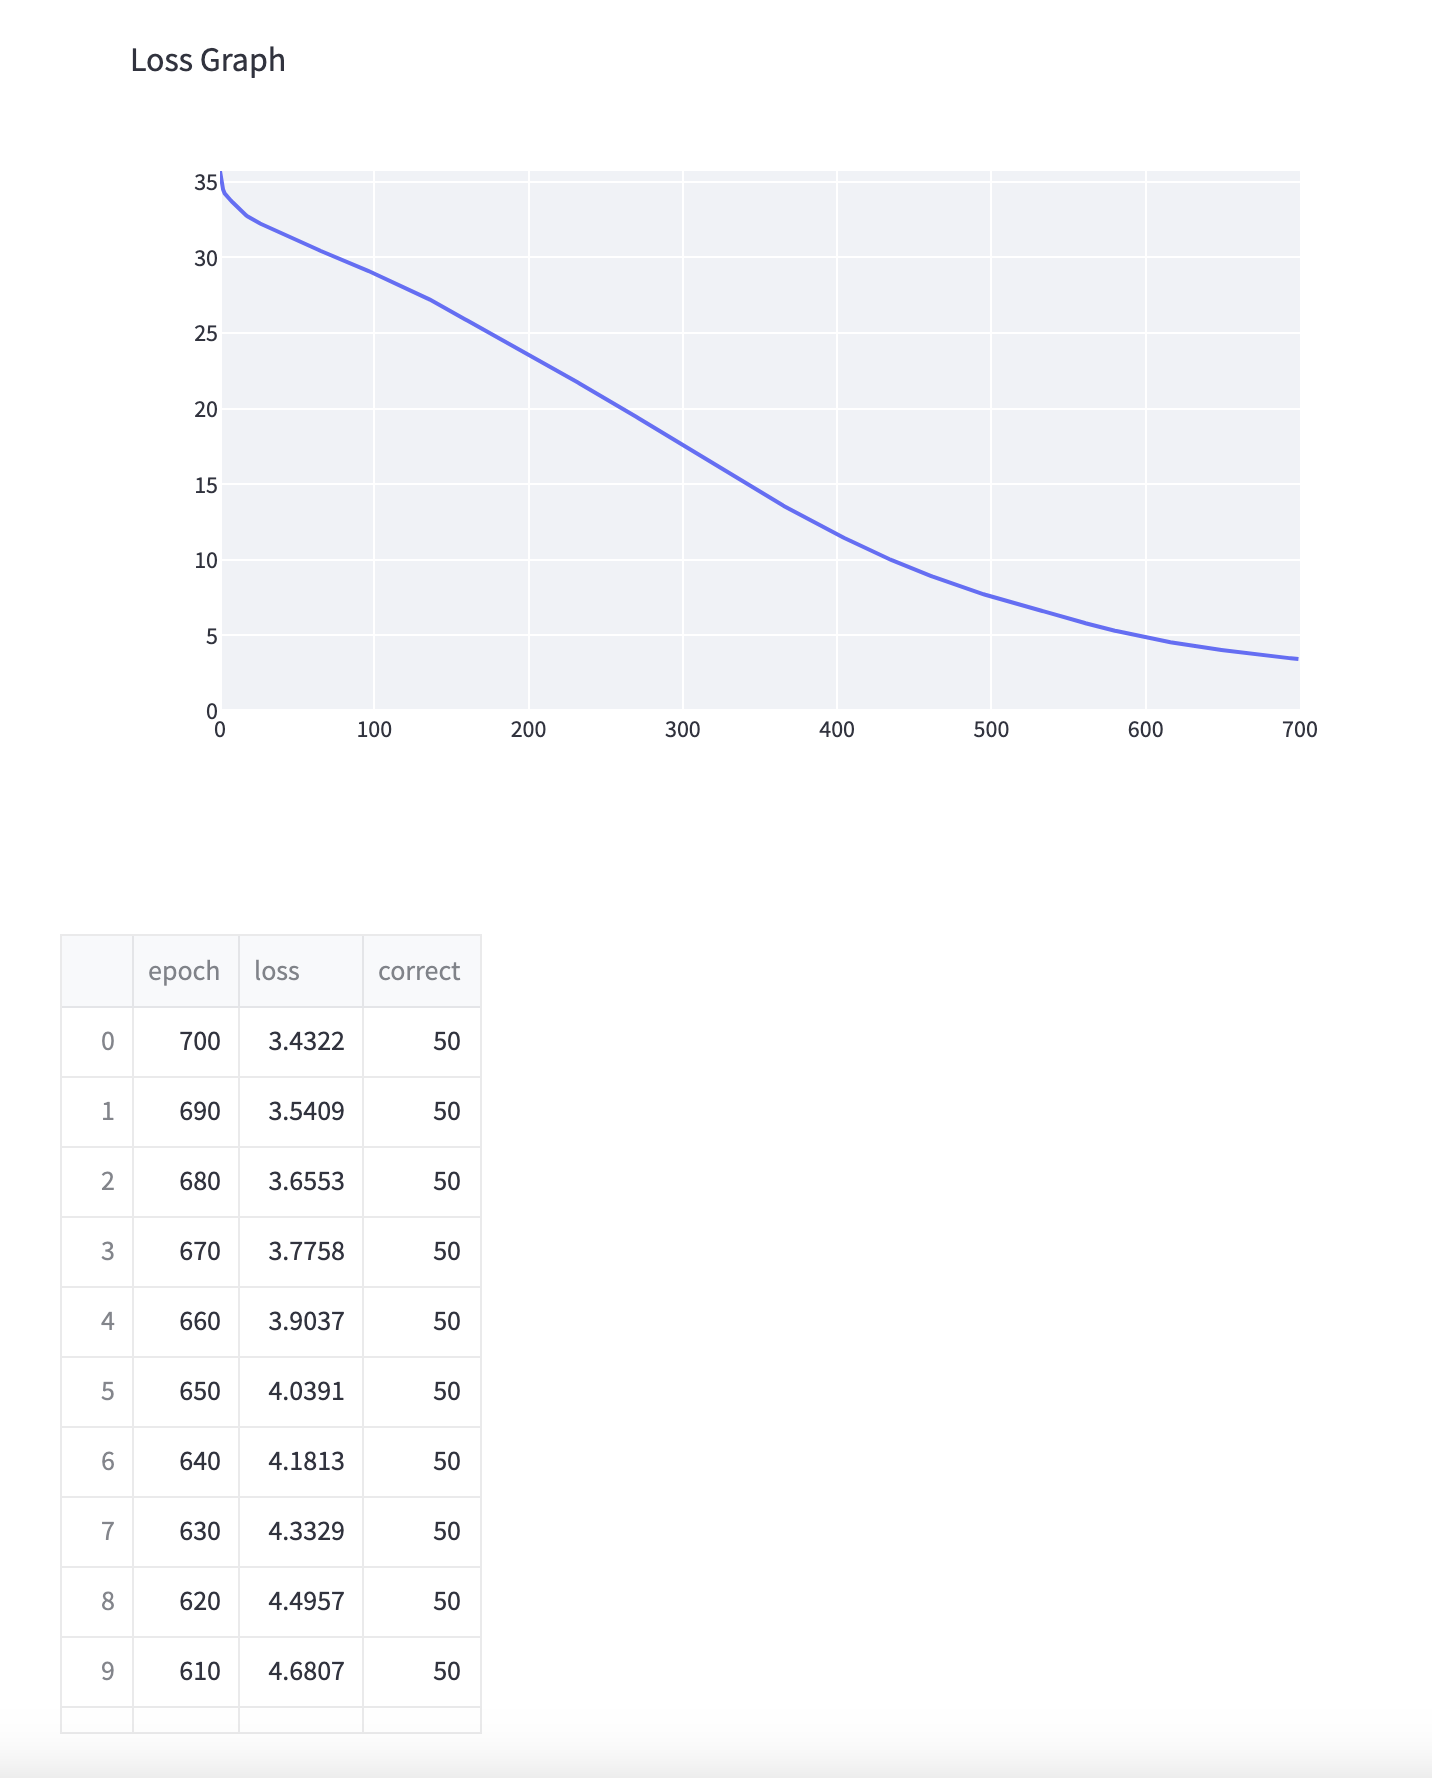 Loss Graph
35
30
25
20
15
10
5
0
0 100 200 300 400 500 600 700
epoch loss correct
0 700 3.4322 50
1 690 3.5409 50
2 680 3.6553 50
3 670 3.7758 50
4 660 3.9037 50
5 650 4.0391 50
6 640 4.1813 50
7 630 4.3329 50
8 620 4.4957 50
9 610 4.6807 50